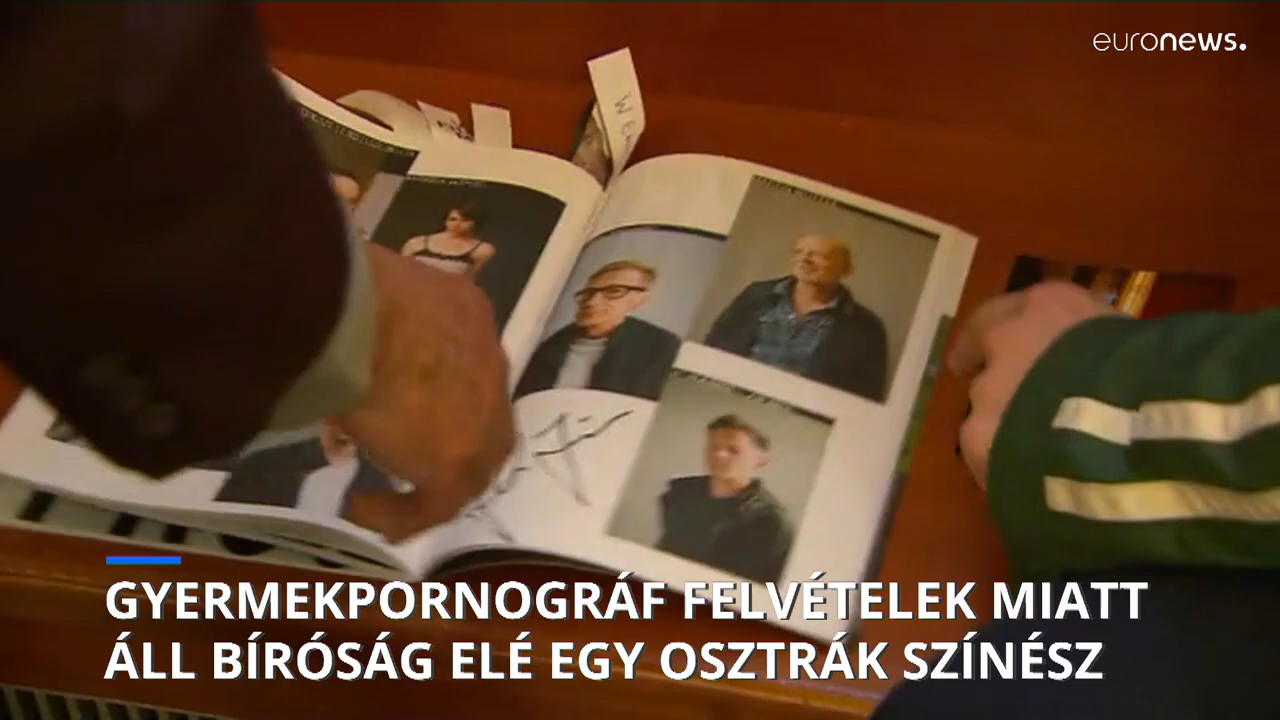 euronews.
GYERMEKPORNOGRÁF FELVÉTELEK MIATT
ÁLL BÍRÓSÁG ELÉ EGY OSZTRÁK SZÍNÉSZ